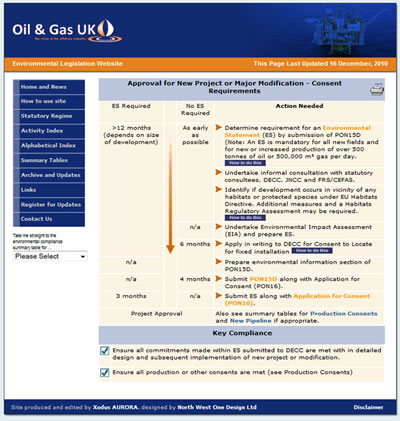 Oil & Gas UK
the voice of the offshore industry
Environmental Legislation Website
This Page Last Updated 16 December, 2010
Home and News
How to use site
Statutory Regime
Activity Index
Alphabetical Index
Summary Tables
Archive and Updates
Links
Register for Updates
Contact Us
Take me straight to the
environmental compliance
summary table for ...
Please Select
Approval for New Project or Major Modification - Consent
Requirements
ES Required
No ES
Required
Action Needed
>12 months
(depends on size
of development)
As early
as
possible
Determine requirement for an Environmental
Statement (ES) by submission of PON15D
(Note: An ES is mandatory for all new fields and
for new or increased production of over 500
tonnes of oil or 500,000 m³ gas per day.
How to do this
Undertake informal consultation with statutory
consultees, DECC, JNCC and FRS/CEFAS.
Identify if development occurs in vicinity of any
habitats or protected species under EU Habitats
Directive. Additional measures and a Habitats
Regulatory Assessment may be required.
How to do this
n/a
Undertake Environmental Impact Assessment
(EIA) and prepare ES.
6 months
Apply in writing to DECC for Consent to Locate
for fixed installation
How to do this
n/a
Prepare environmental information section of
PON15D.
n/a
4 months
Submit PON15D along with Application for
Consent (PON16).
3 months
n/a
Submit ES along with Application for Consent
(PON16).
Project Approval
Also see summary tables for Production Consents
and New Pipeline if appropriate.
Key Compliance
Ensure all commitments made within ES submitted to DECC are met with in detailed
design and subsequent implementation of new project or modification.
Ensure all production or other consents are met (see Production Consents)
Site produced and edited by Xodus AURORA. designed by North West One Design Ltd
Disclaimer